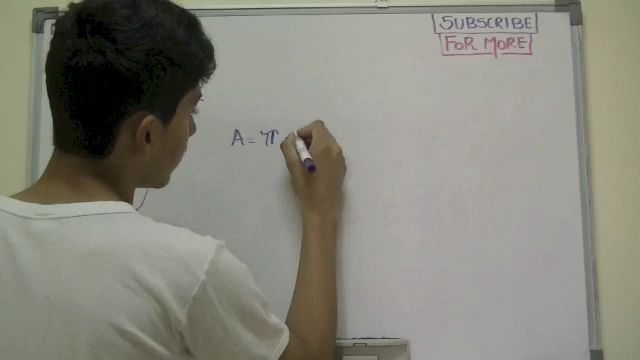 SUBSCRIBE
FOR MORE
A = π